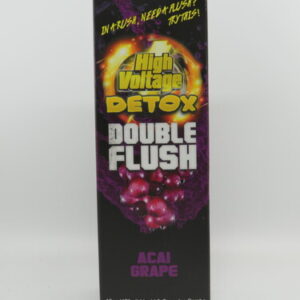 IN A RUSH, NEED A FLUSH?
TRY THIS!
High
Voltage
DETOX
DOUBLE
FLUSH
ACAI
GRAPE